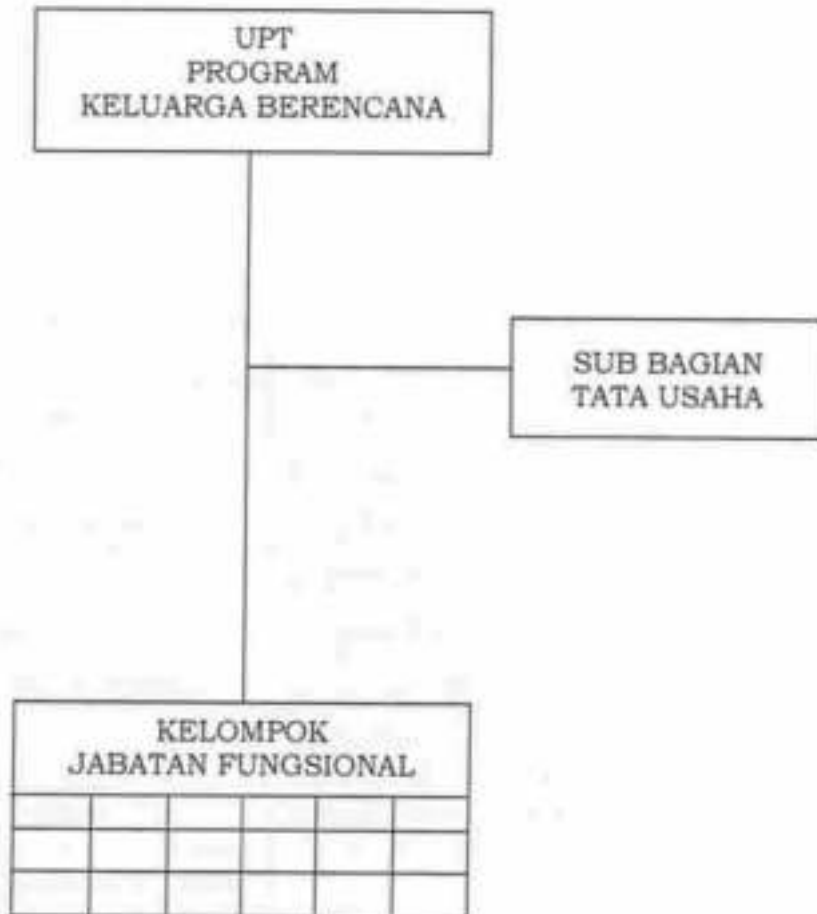 UPT
PROGRAM
KELUARGA BERENCANA
SUB BAGIAN
TATA USAHA
KELOMPOK
JABATAN FUNGSIONAL